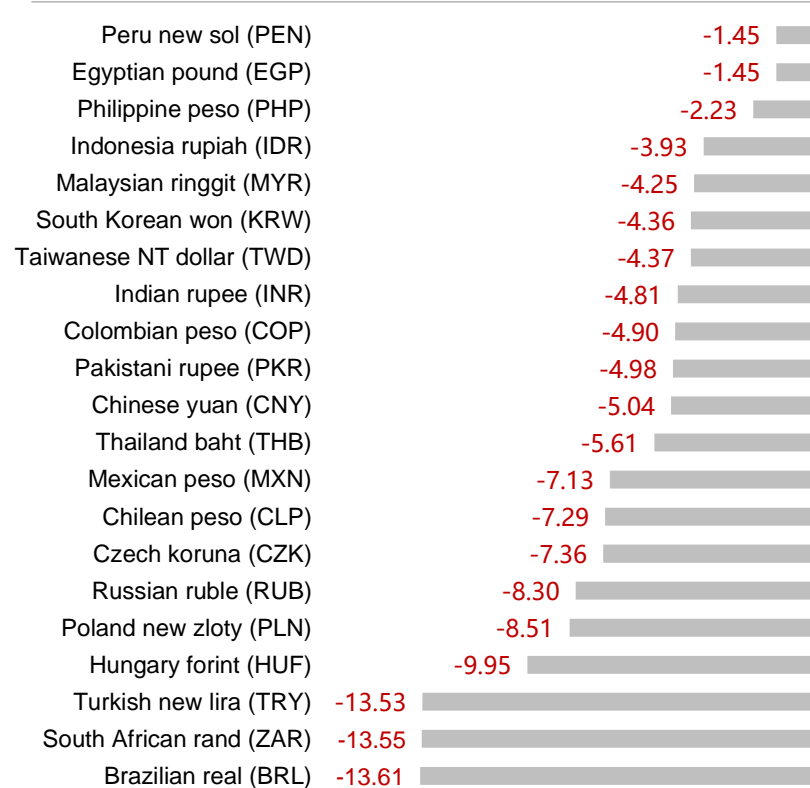 Peru new sol (PEN) -1.45
Egyptian pound (EGP) -1.45
Philippine peso (PHP) -2.23
Indonesia rupiah (IDR) -3.93
Malaysian ringgit (MYR) -4.25
South Korean won (KRW) -4.36
Taiwanese NT dollar (TWD) -4.37
Indian rupee (INR) -4.81
Colombian peso (COP) -4.90
Pakistani rupee (PKR) -4.98
Chinese yuan (CNY) -5.04
Thailand baht (THB) -5.61
Mexican peso (MXN) -7.13
Chilean peso (CLP) -7.29
Czech koruna (CZK) -7.36
Russian ruble (RUB) -8.30
Poland new zloty (PLN) -8.51
Hungary forint (HUF) -9.95
Turkish new lira (TRY) -13.53
South African rand (ZAR) -13.55
Brazilian real (BRL) -13.61